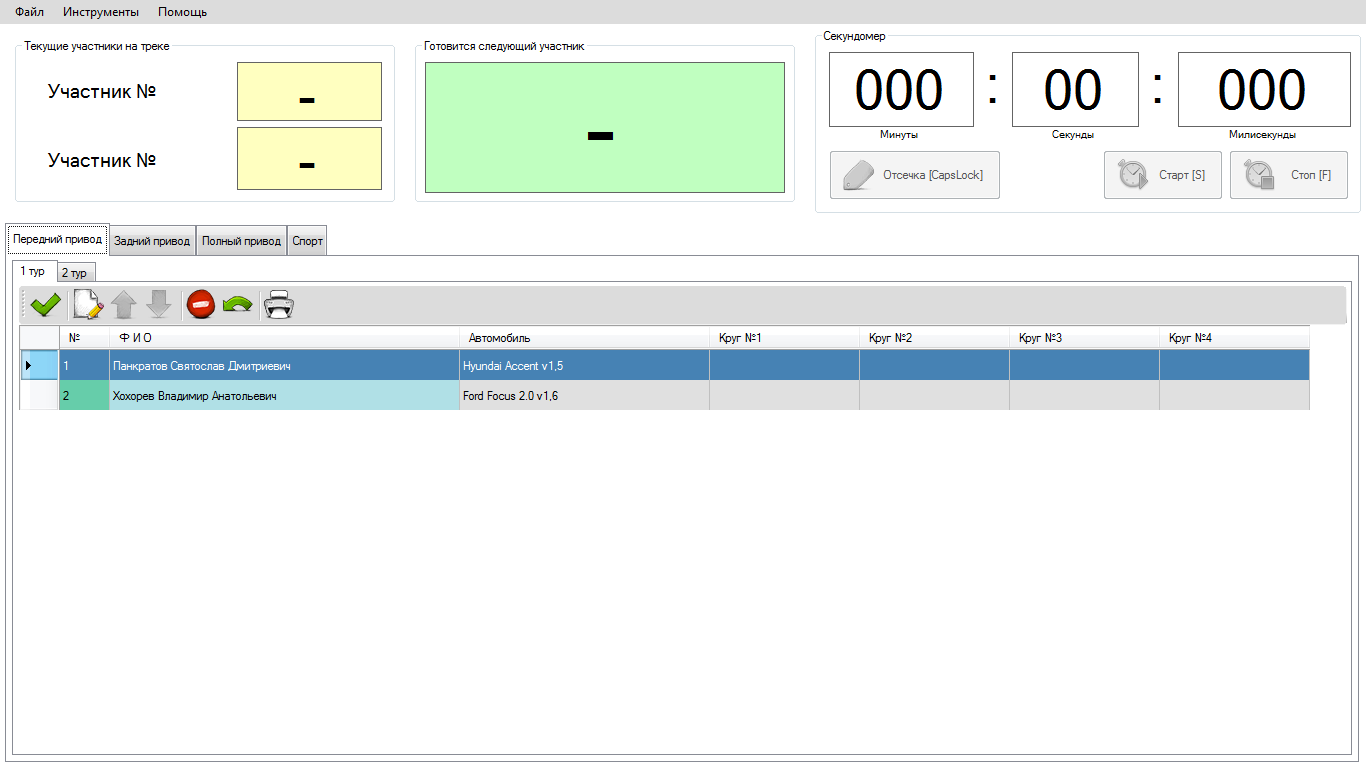 Файл Инструменты Помощь
Текущие участники на треке
Участник № -
Участник № -
Готовится следующий участник
-
Секундомер
000 : 00 : 000
Минуты Секунды Милисекунды
Отсечка [CapsLock] Старт [S] Стоп [F]
Передний привод Задний привод Полный привод Спорт
1 тур 2 тур
№ Ф И О Автомобиль Круг №1 Круг №2 Круг №3 Круг №4
1 Панкратов Святослав Дмитриевич Hyundai Accent v1,5
2 Хохорев Владимир Анатольевич Ford Focus 2.0 v1,6